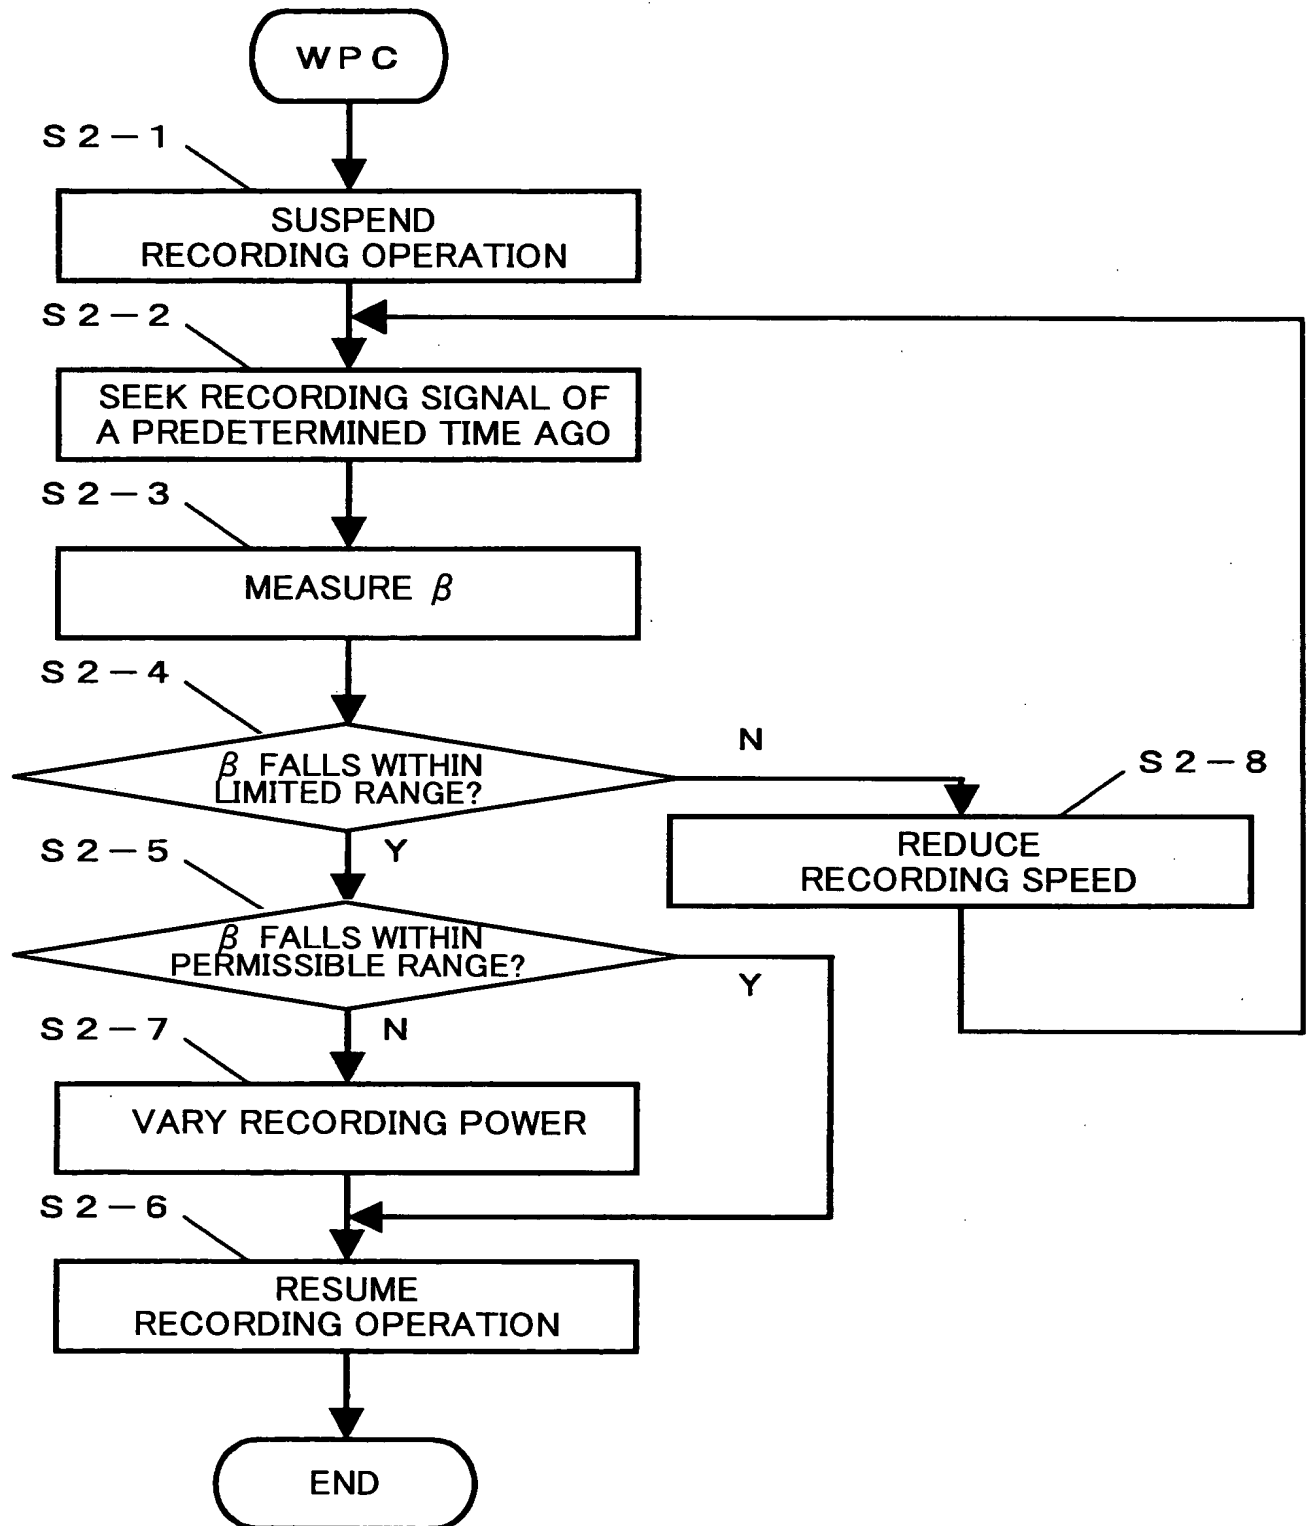 WPC
S2-1
SUSPEND
RECORDING OPERATION
S2-2
SEEK RECORDING SIGNAL OF
A PREDETERMINED TIME AGO
S2-3
MEASURE β
S2-4
β FALLS WITHIN
LIMITED RANGE?
N
S2-8
REDUCE
RECORDING SPEED
Y
S2-5
β FALLS WITHIN
PERMISSIBLE RANGE?
Y
N
S2-7
VARY RECORDING POWER
S2-6
RESUME
RECORDING OPERATION
END